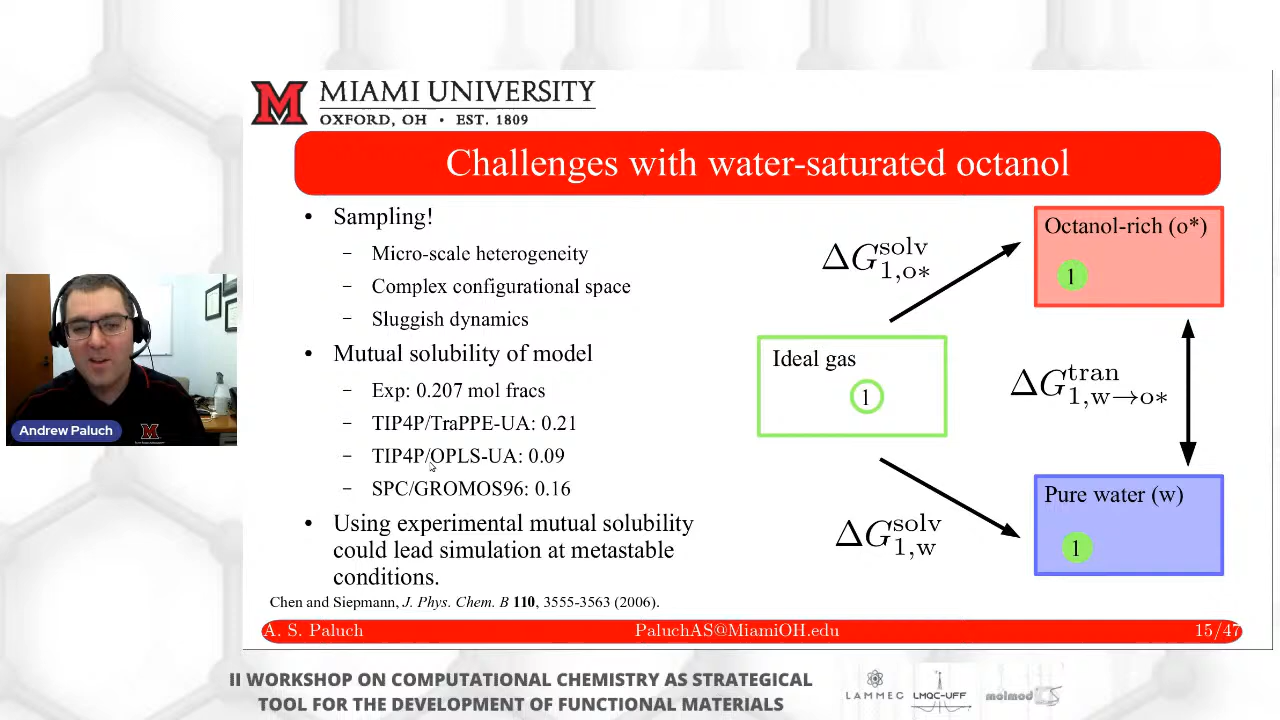 MIAMI UNIVERSITY
OXFORD, OH • EST. 1809
Challenges with water-saturated octanol
• Sampling!
– Micro-scale heterogeneity
– Complex configurational space
– Sluggish dynamics
• Mutual solubility of model
– Exp: 0.207 mol fracs
– TIP4P/TraPPE-UA: 0.21
– TIP4P/OPLS-UA: 0.09
– SPC/GROMOS96: 0.16
• Using experimental mutual solubility
could lead simulation at metastable
conditions.
Chen and Siepmann, J. Phys. Chem. B 110, 3555-3563 (2006).
ΔG^solv_1,o*
Octanol-rich (o*)
1
Ideal gas
1
ΔG^tran_1,w→o*
ΔG^solv_1,w
Pure water (w)
1
Andrew Paluch
A. S. Paluch
PaluchAS@MiamiOH.edu
15/47
II WORKSHOP ON COMPUTATIONAL CHEMISTRY AS STRATEGICAL
TOOL FOR THE DEVELOPMENT OF FUNCTIONAL MATERIALS
LAMMEC
LMQC-UFF
molmod CS